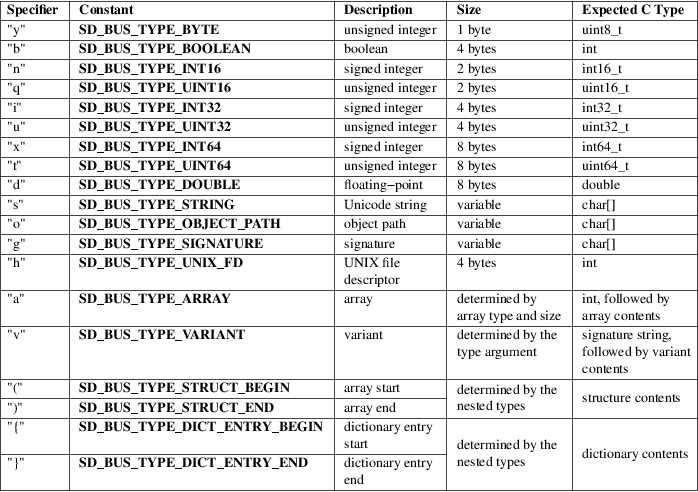 Specifier Constant Description Size Expected C Type
"y" SD_BUS_TYPE_BYTE unsigned integer 1 byte uint8_t
"b" SD_BUS_TYPE_BOOLEAN boolean 4 bytes int
"n" SD_BUS_TYPE_INT16 signed integer 2 bytes int16_t
"q" SD_BUS_TYPE_UINT16 unsigned integer 2 bytes uint16_t
"i" SD_BUS_TYPE_INT32 signed integer 4 bytes int32_t
"u" SD_BUS_TYPE_UINT32 unsigned integer 4 bytes uint32_t
"x" SD_BUS_TYPE_INT64 signed integer 8 bytes int64_t
"t" SD_BUS_TYPE_UINT64 unsigned integer 8 bytes uint64_t
"d" SD_BUS_TYPE_DOUBLE floating−point 8 bytes double
"s" SD_BUS_TYPE_STRING Unicode string variable char[]
"o" SD_BUS_TYPE_OBJECT_PATH object path variable char[]
"g" SD_BUS_TYPE_SIGNATURE signature variable char[]
"h" SD_BUS_TYPE_UNIX_FD UNIX file 4 bytes int
descriptor
"a" SD_BUS_TYPE_ARRAY array determined by int, followed by
array type and size array contents
"v" SD_BUS_TYPE_VARIANT variant determined by the signature string,
type argument followed by variant
contents
"(" SD_BUS_TYPE_STRUCT_BEGIN array start determined by the
nested types structure contents
")" SD_BUS_TYPE_STRUCT_END array end
"{" SD_BUS_TYPE_DICT_ENTRY_BEGIN dictionary entry
start determined by the
nested types dictionary contents
"}" SD_BUS_TYPE_DICT_ENTRY_END dictionary entry
end